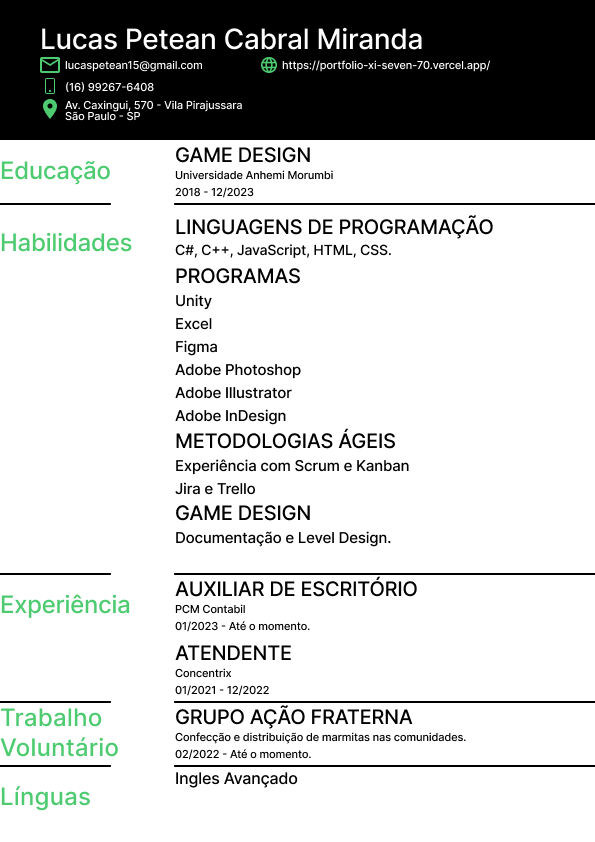 Lucas Petean Cabral Miranda
lucaspetean15@gmail.com
https://portfolio-xi-seven-70.vercel.app/
(16) 99267-6408
Av. Caxingui, 570 - Vila Pirajussara
São Paulo - SP
Educação
GAME DESIGN
Universidade Anhemi Morumbi
2018 - 12/2023
Habilidades
LINGUAGENS DE PROGRAMAÇÃO
C#, C++, JavaScript, HTML, CSS.
PROGRAMAS
Unity
Excel
Figma
Adobe Photoshop
Adobe Illustrator
Adobe InDesign
METODOLOGIAS ÁGEIS
Experiência com Scrum e Kanban
Jira e Trello
GAME DESIGN
Documentação e Level Design.
Experiência
AUXILIAR DE ESCRITÓRIO
PCM Contabil
01/2023 - Até o momento.
ATENDENTE
Concentrix
01/2021 - 12/2022
Trabalho
Voluntário
GRUPO AÇÃO FRATERNA
Confecção e distribuição de marmitas nas comunidades.
02/2022 - Até o momento.
Línguas
Ingles Avançado